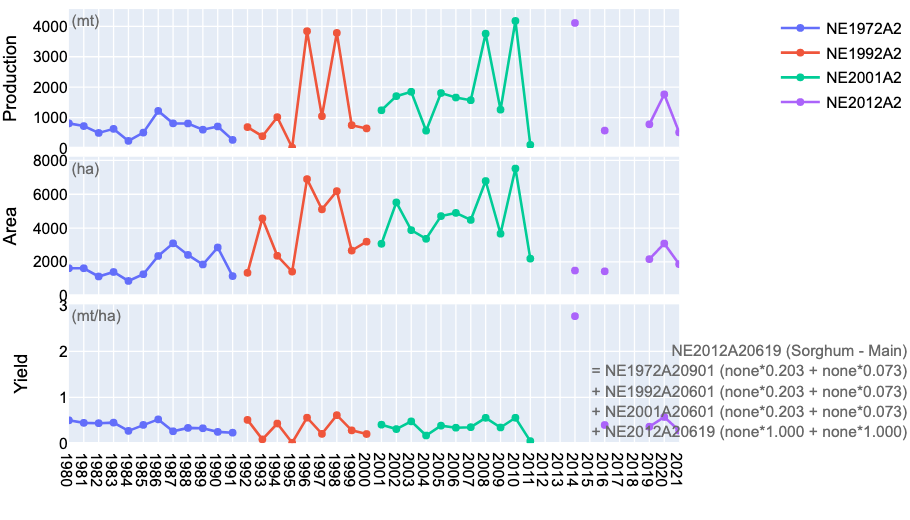 (mt)
4000
3000
2000
1000
0
Production
NE1972A2
NE1992A2
NE2001A2
NE2012A2
(ha)
8000
6000
4000
2000
0
Area
(mt/ha)
3
2
1
0
Yield
NE2012A20619 (Sorghum - Main)
= NE1972A20901 (none*0.203 + none*0.073)
+ NE1992A20601 (none*0.203 + none*0.073)
+ NE2001A20601 (none*0.203 + none*0.073)
+ NE2012A20619 (none*1.000 + none*1.000)
1980 1981 1982 1983 1984 1985 1986 1987 1988 1989 1990 1991 1992 1993 1994 1995 1996 1997 1998 1999 2000 2001 2002 2003 2004 2005 2006 2007 2008 2009 2010 2011 2012 2013 2014 2015 2016 2017 2018 2019 2020 2021